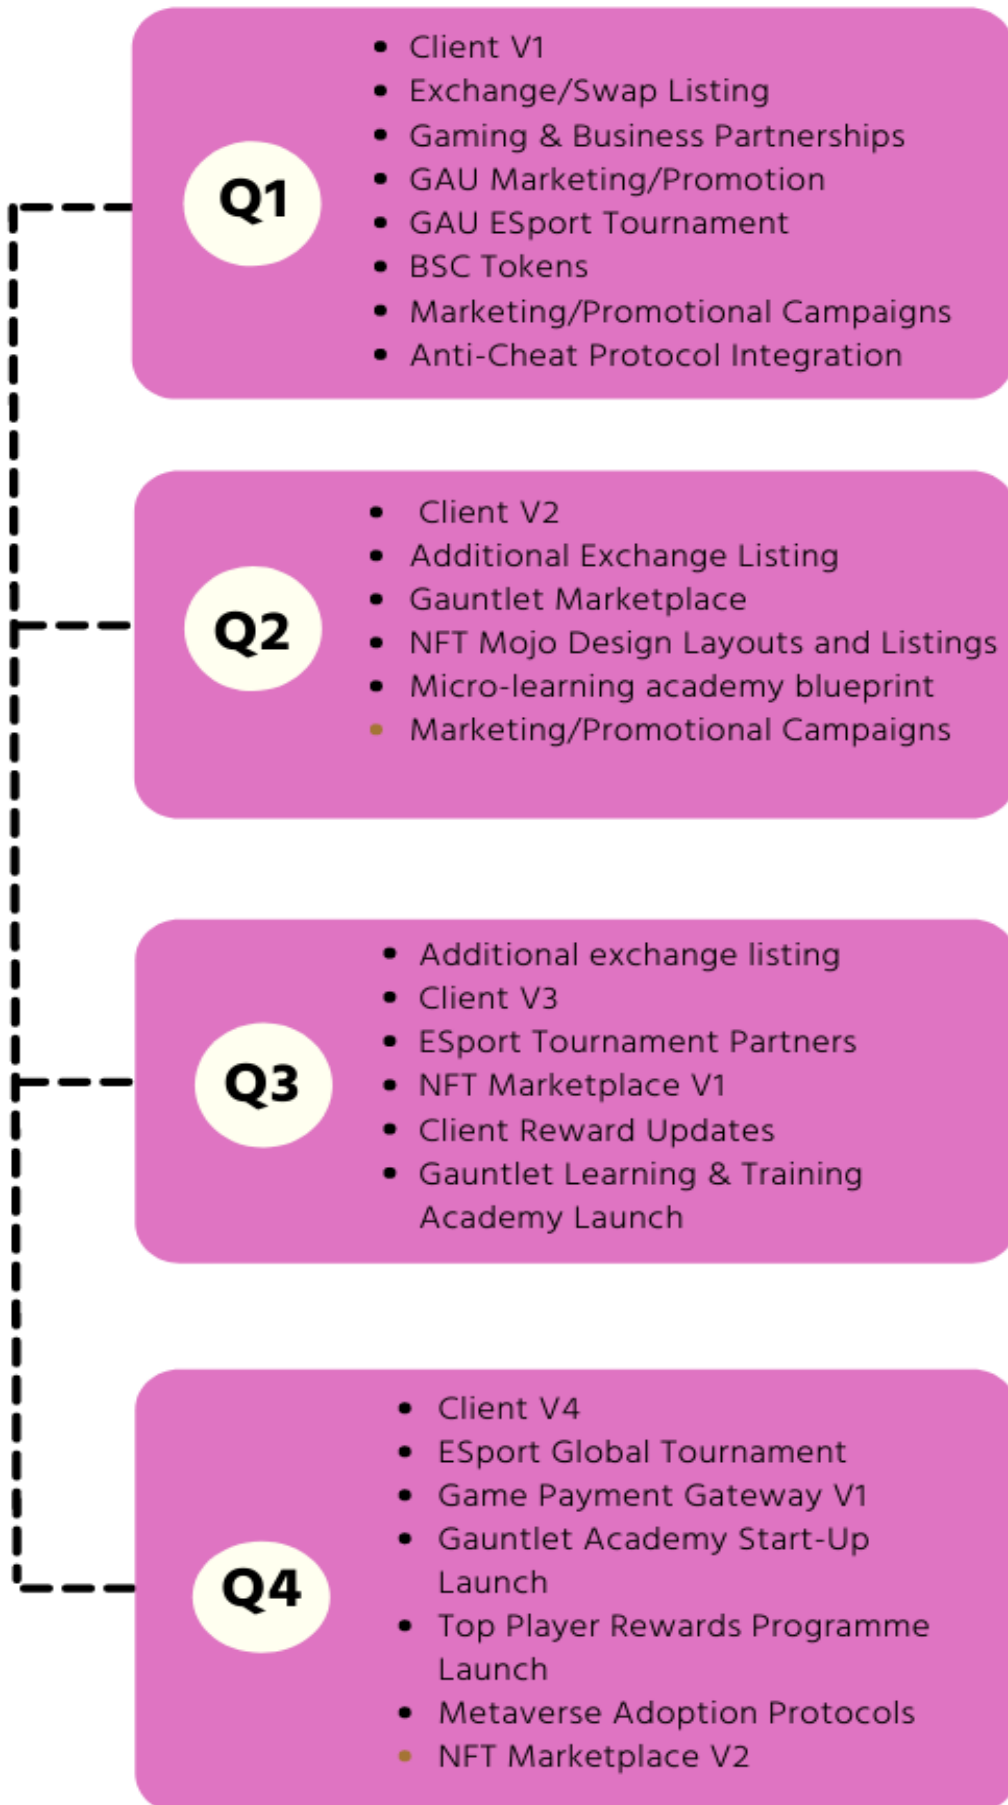 Q1
• Client V1
• Exchange/Swap Listing
• Gaming & Business Partnerships
• GAU Marketing/Promotion
• GAU ESport Tournament
• BSC Tokens
• Marketing/Promotional Campaigns
• Anti-Cheat Protocol Integration
Q2
• Client V2
• Additional Exchange Listing
• Gauntlet Marketplace
• NFT Mojo Design Layouts and Listings
• Micro-learning academy blueprint
• Marketing/Promotional Campaigns
Q3
• Additional exchange listing
• Client V3
• ESport Tournament Partners
• NFT Marketplace V1
• Client Reward Updates
• Gauntlet Learning & Training
Academy Launch
Q4
• Client V4
• ESport Global Tournament
• Game Payment Gateway V1
• Gauntlet Academy Start-Up
Launch
• Top Player Rewards Programme
Launch
• Metaverse Adoption Protocols
• NFT Marketplace V2